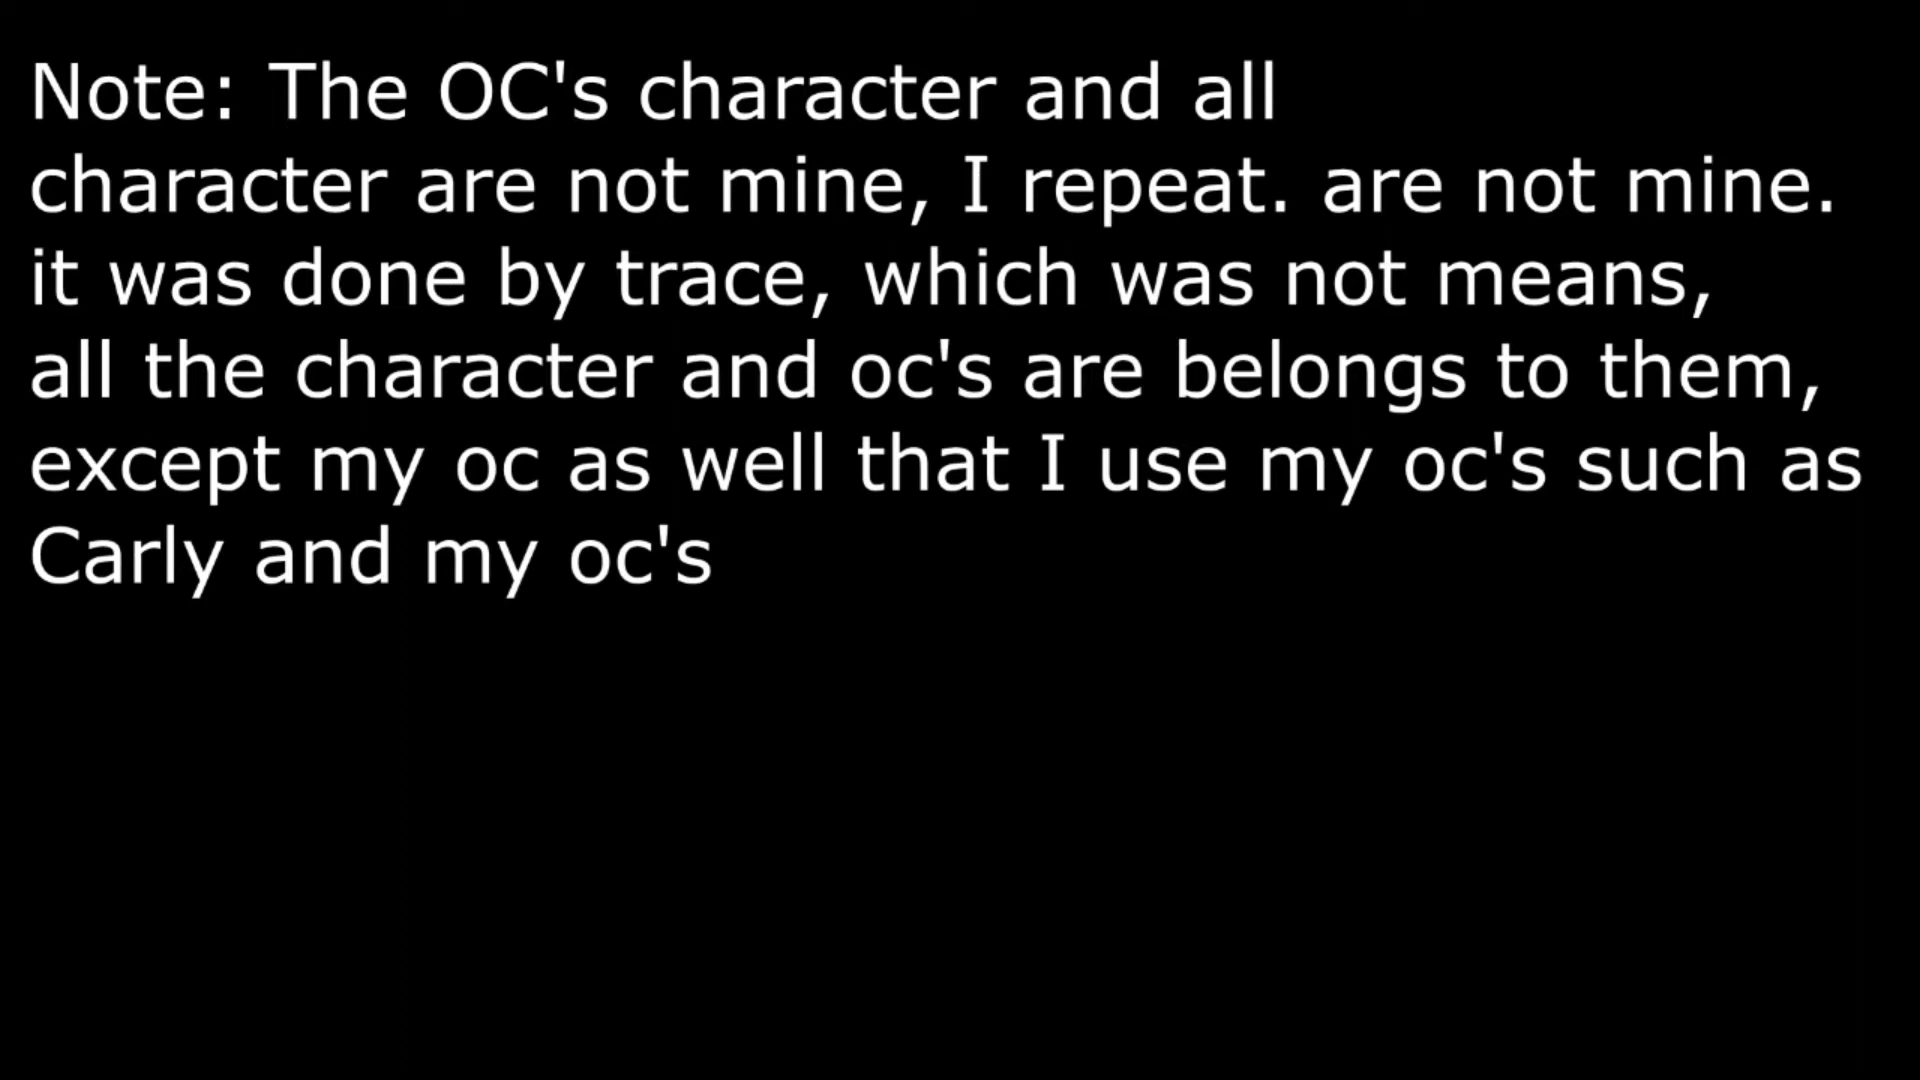 Note: The OC's character and all
character are not mine, I repeat. are not mine.
it was done by trace, which was not means,
all the character and oc's are belongs to them,
except my oc as well that I use my oc's such as
Carly and my oc's